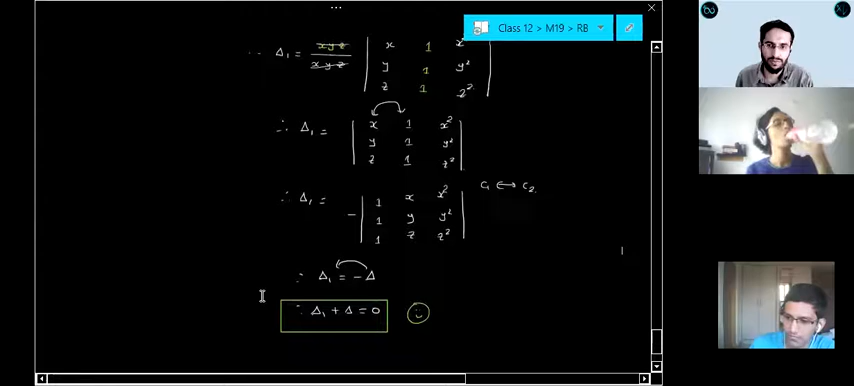 Class 12 > M19 > RB
∴ Δ₁ = xyz/xyz | x 1 x² |
| y 1 y² |
| z 1 z² |
∴ Δ₁ = | x 1 x² |
| y 1 y² |
| z 1 z² |
∴ Δ₁ = - | 1 x x² | C₁ ↔ C₂
| 1 y y² |
| 1 z z² |
∴ Δ₁ = -Δ
∴ Δ₁ + Δ = 0